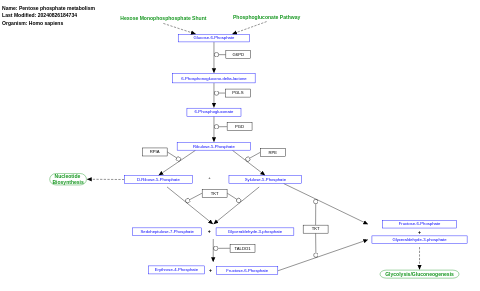 Name: Pentose phosphate metabolism
Last Modified: 20240826184734
Organism: Homo sapiens
Hexose Monophosphate Shunt
Phosphogluconate Pathway
Glucose-6-Phosphate
G6PD
6-Phosphoglucono-delta-lactone
PGLS
6-Phosphogluconate
PGD
Ribulose-5-Phosphate
RPIA
RPE
Nucleotide
Biosynthesis
D-Ribose-5-Phosphate
Xylulose-5-Phosphate
TKT
TKT
Sedoheptulose-7-Phosphate
+
Glyceraldehyde-3-phosphate
Fructose-6-Phosphate
+
Glyceraldehyde-3-phosphate
TALDO1
Erythrose-4-Phosphate
+
Fructose-6-Phosphate
Glycolysis/Gluconeogenesis